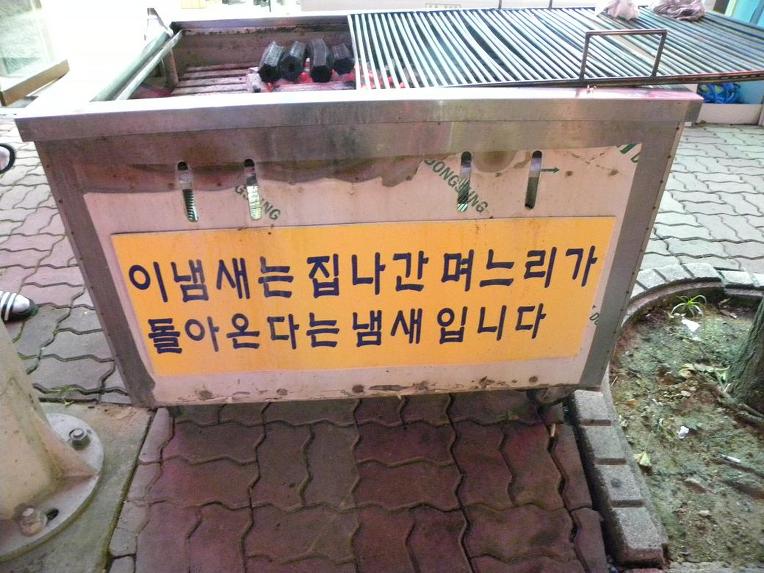 이냄새는 집나간 며느리가
돌아온다는 냄새 입니다